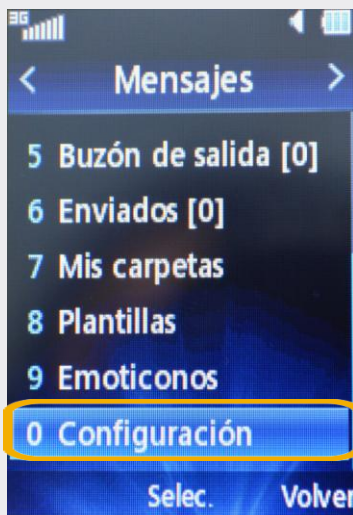 3G
Mensajes
5 Buzón de salida [0]
6 Enviados [0]
7 Mis carpetas
8 Plantillas
9 Emoticonos
0 Configuración
Selec. Volver